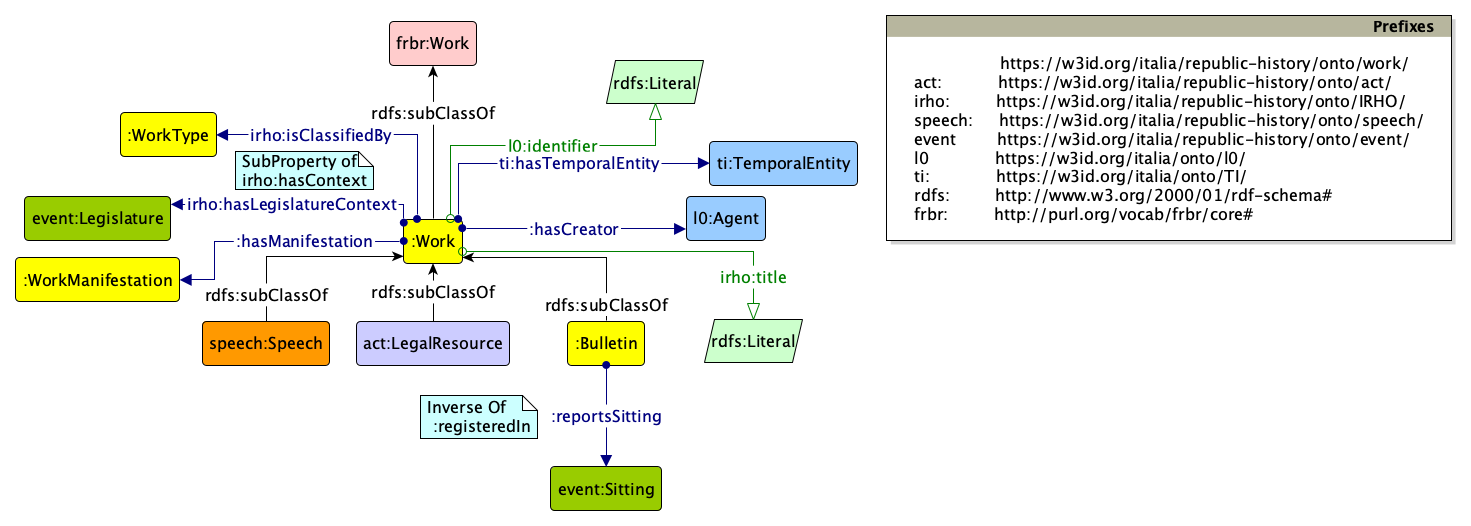 frbr:Work
rdfs:subClassOf
rdfs:Literal
:WorkType
irho:isClassifiedBy
l0:identifier
SubProperty of
irho:hasContext
ti:hasTemporalEntity
ti:TemporalEntity
event:Legislature
irho:hasLegislatureContext
l0:Agent
:hasCreator
:hasManifestation
:Work
:WorkManifestation
irho:title
rdfs:subClassOf
rdfs:subClassOf
rdfs:subClassOf
speech:Speech
act:LegalResource
:Bulletin
rdfs:Literal
Inverse Of
:registeredIn
:reportsSitting
event:Sitting
Prefixes
https://w3id.org/italia/republic-history/onto/work/
act: https://w3id.org/italia/republic-history/onto/act/
irho: https://w3id.org/italia/republic-history/onto/IRHO/
speech: https://w3id.org/italia/republic-history/onto/speech/
event https://w3id.org/italia/republic-history/onto/event/
l0 https://w3id.org/italia/onto/l0/
ti: https://w3id.org/italia/onto/TI/
rdfs: http://www.w3.org/2000/01/rdf-schema#
frbr: http://purl.org/vocab/frbr/core#